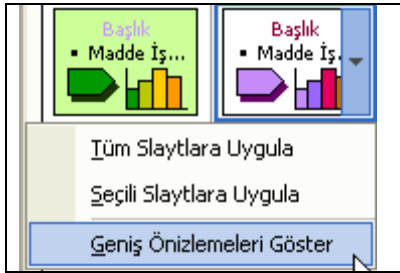 Başlık
▪ Madde İş...
Başlık
▪ Madde İş.
Tüm Slaytlara Uygula
Seçili Slaytlara Uygula
Geniş Önizlemeleri Göster